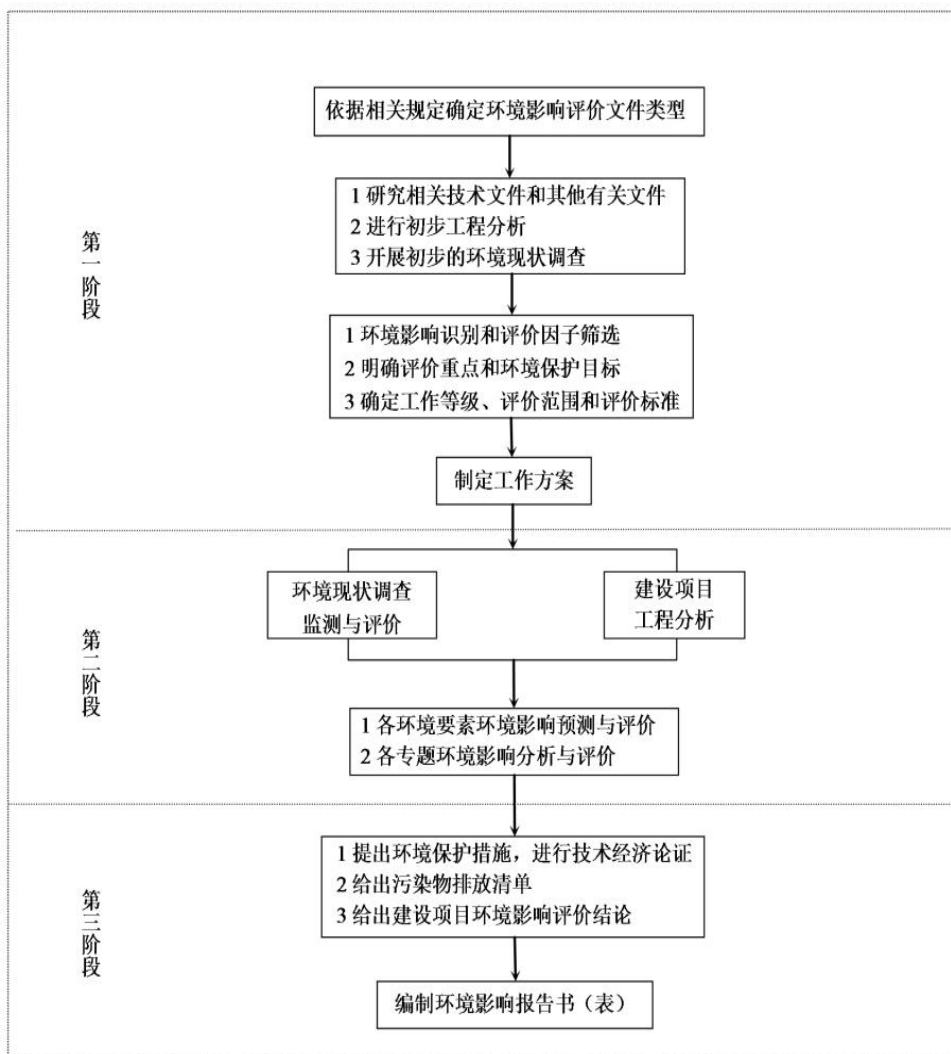 依据相关规定确定环境影响评价文件类型
1 研究相关技术文件和其他有关文件
2 进行初步工程分析
3 开展初步的环境现状调查
第一阶段
1 环境影响识别和评价因子筛选
2 明确评价重点和环境保护目标
3 确定工作等级、评价范围和评价标准
制定工作方案
环境现状调查
监测与评价
建设项目
工程分析
第二阶段
1 各环境要素环境影响预测与评价
2 各专题环境影响分析与评价
1 提出环境保护措施，进行技术经济论证
2 给出污染物排放清单
3 给出建设项目环境影响评价结论
第三阶段
编制环境影响报告书（表）